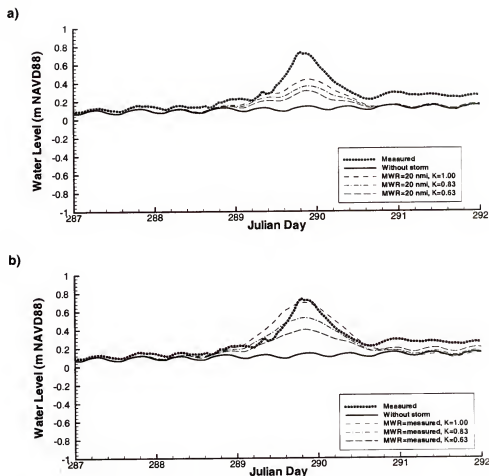 a)
Water Level (m NAVD88)
1
0.8
0.6
0.4
0.2
0
-0.2
-0.4
-0.6
-0.8
-1
Measured
Without storm
MWR=20 nmi, K=1.00
MWR=20 nmi, K=0.83
MWR=20 nmi, K=0.63
287
288
289
290
291
292
Julian Day
b)
Water Level (m NAVD88)
1
0.8
0.6
0.4
0.2
0
-0.2
-0.4
-0.6
-0.8
-1
Measured
Without storm
MWR=measured, K=1.00
MWR=measured, K=0.83
MWR=measured, K=0.63
287
288
289
290
291
292
Julian Day